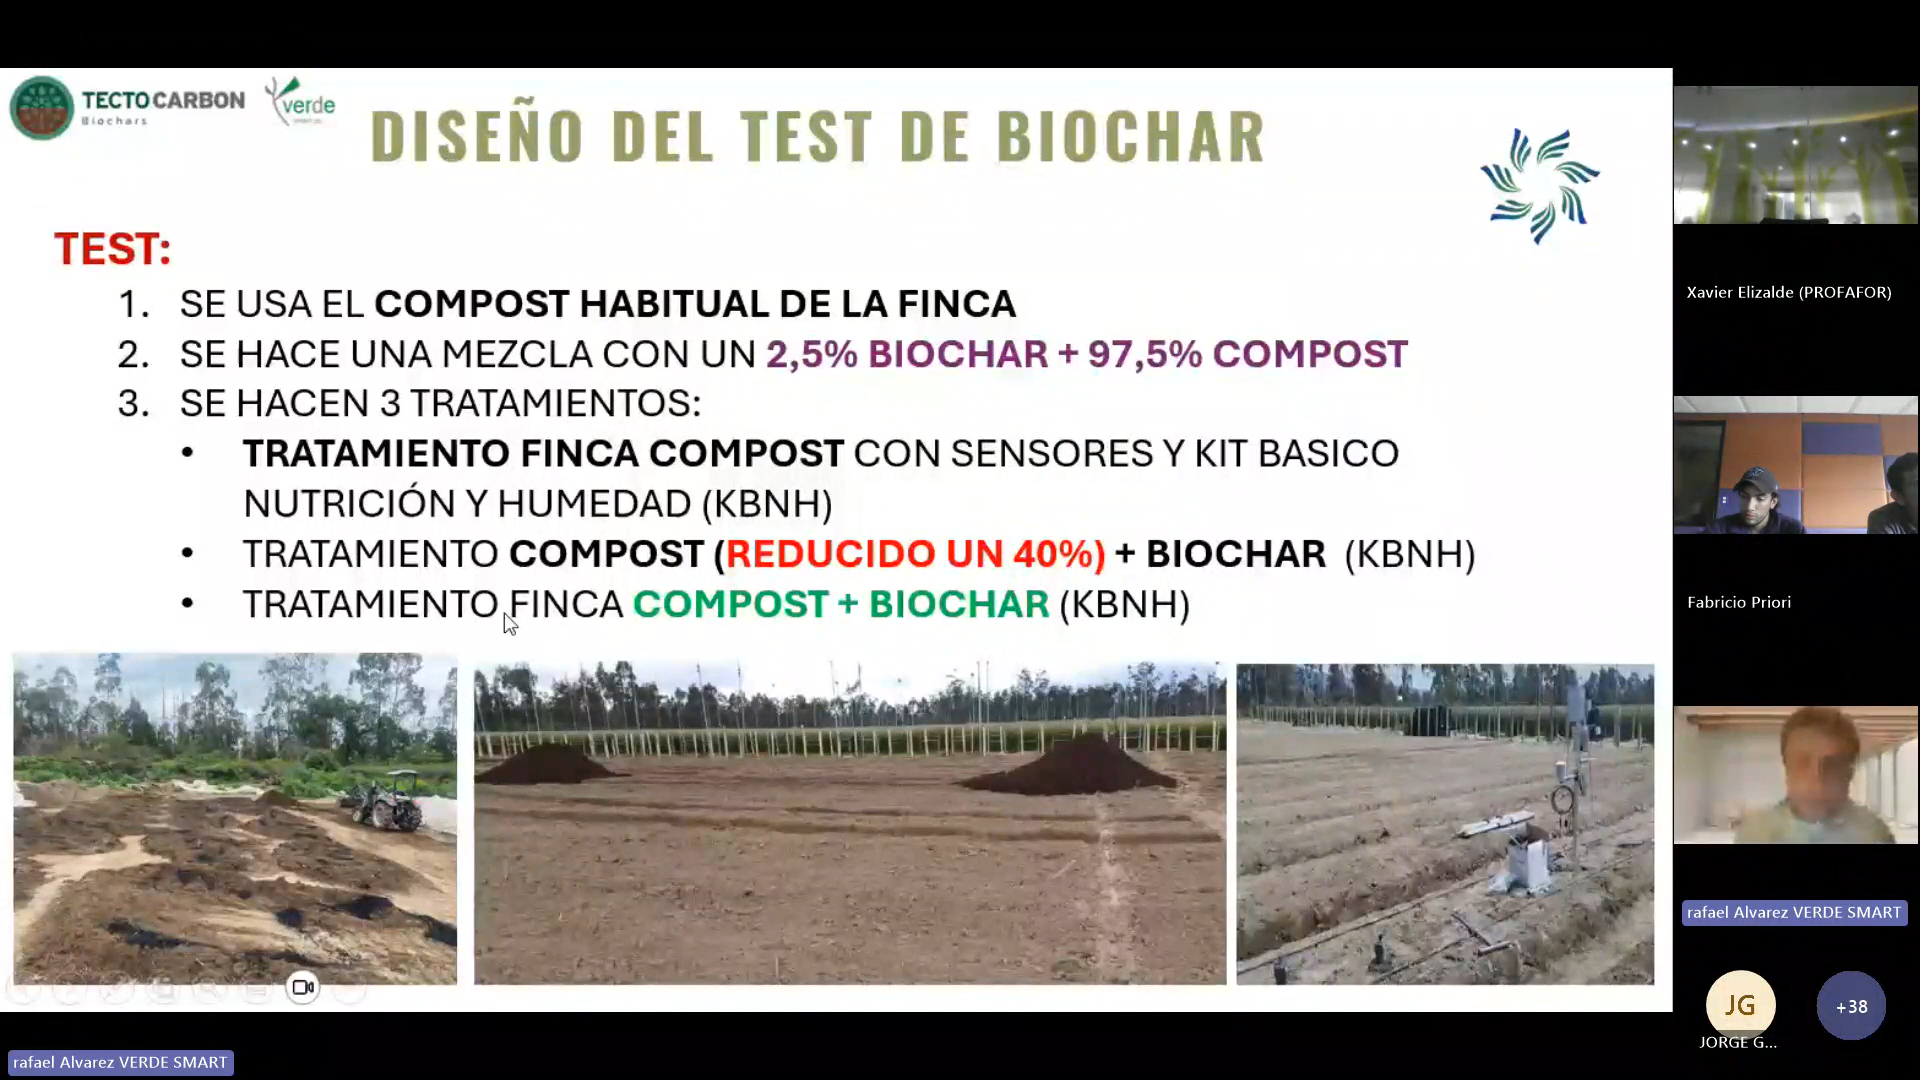 TECTOCARBON
Biochars
verde
DISEÑO DEL TEST DE BIOCHAR
TEST:
1. SE USA EL COMPOST HABITUAL DE LA FINCA
2. SE HACE UNA MEZCLA CON UN 2,5% BIOCHAR + 97,5% COMPOST
3. SE HACEN 3 TRATAMIENTOS:
• TRATAMIENTO FINCA COMPOST CON SENSORES Y KIT BASICO
NUTRICIÓN Y HUMEDAD (KBNH)
• TRATAMIENTO COMPOST (REDUCIDO UN 40%) + BIOCHAR (KBNH)
• TRATAMIENTO FINCA COMPOST + BIOCHAR (KBNH)
Xavier Elizalde (PROFAFOR)
Fabricio Priori
rafael Alvarez VERDE SMART
JG
+38
JORGE G...
rafael Alvarez VERDE SMART